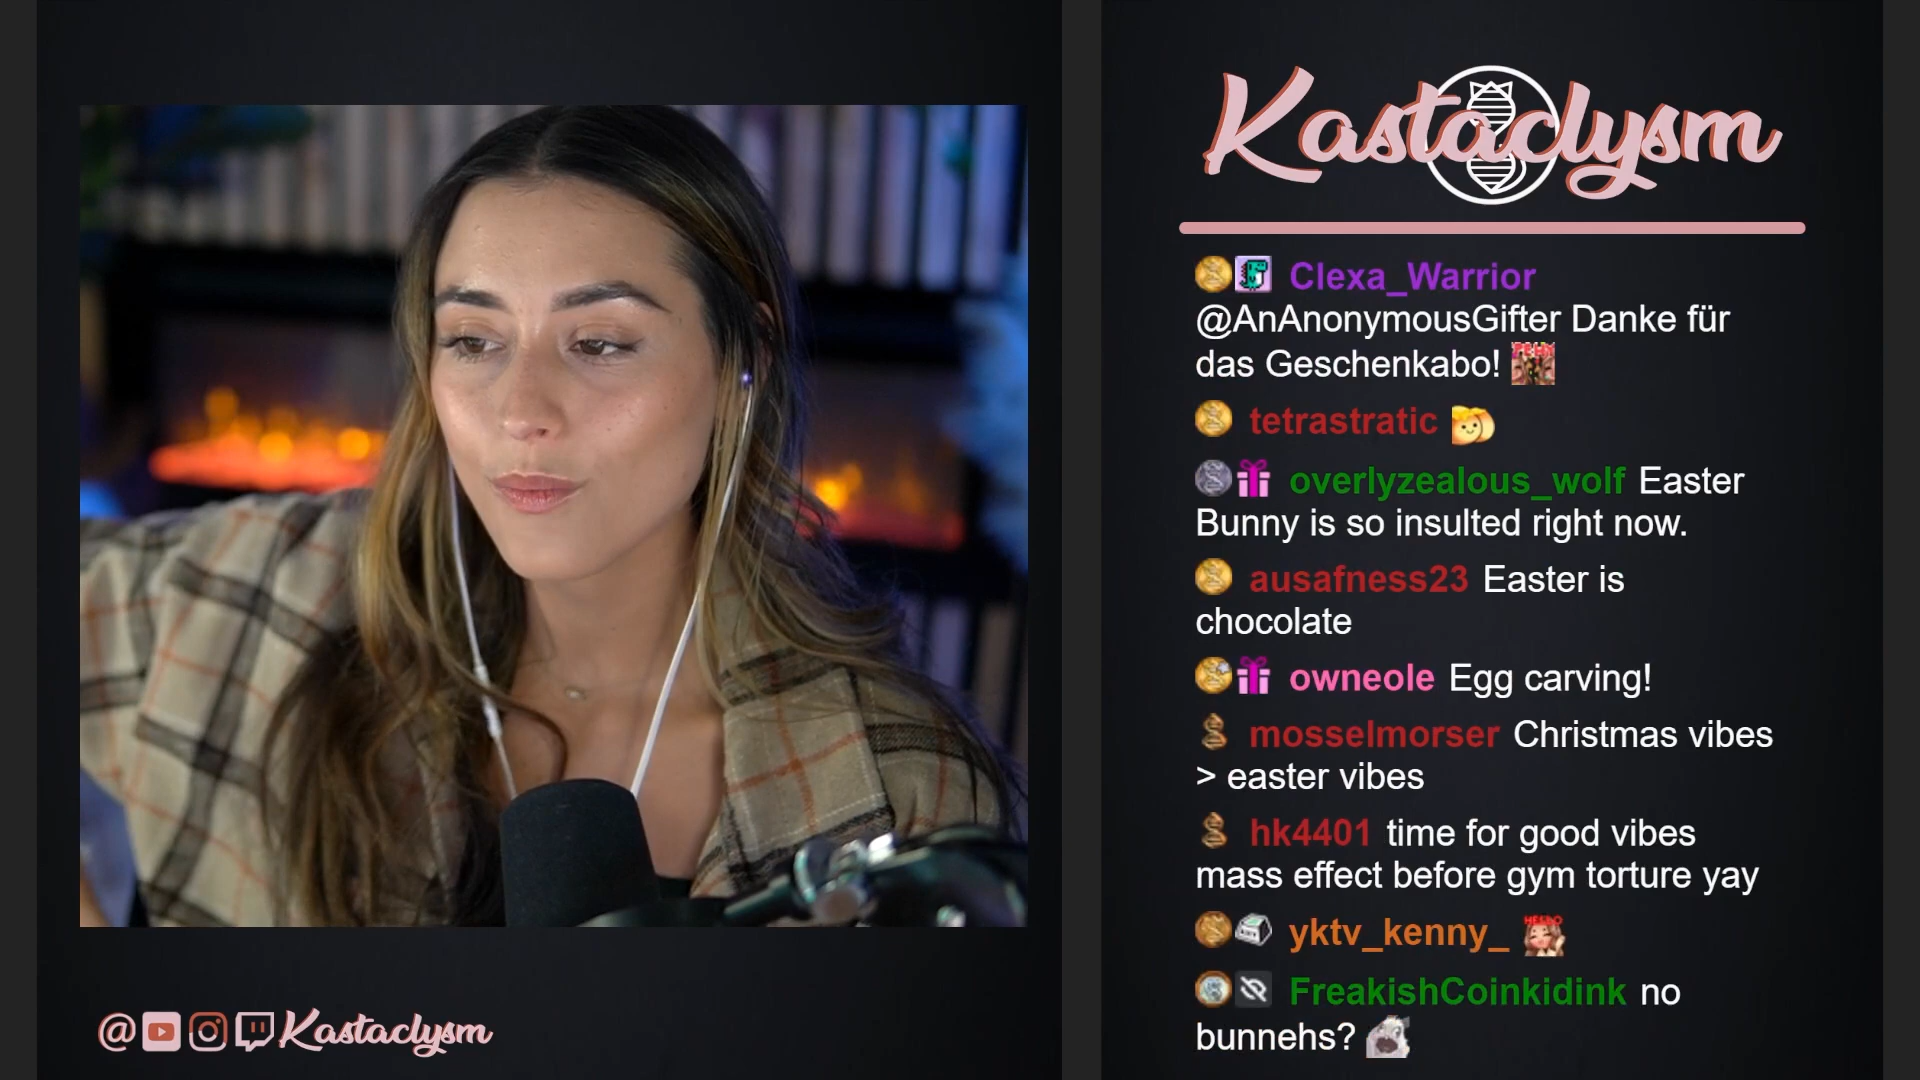 Kastaclysm
Clexa_Warrior
@AnAnonymousGifter Danke für
das Geschenkabo!
tetrastratic
overlyzealous_wolf Easter
Bunny is so insulted right now.
ausafness23 Easter is
chocolate
owneole Egg carving!
mosselmorser Christmas vibes
> easter vibes
hk4401 time for good vibes
mass effect before gym torture yay
yktv_kenny_ HELLO
FreakishCoinkidink no
bunnehs?
@ Kastaclysm